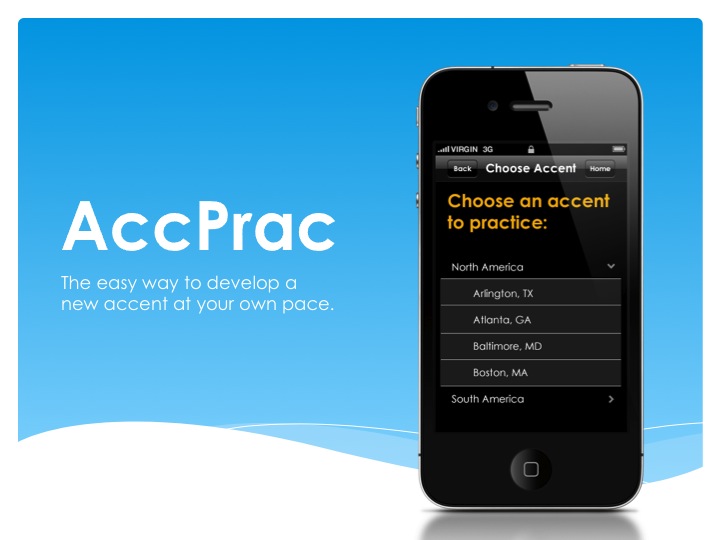 AccPrac
The easy way to develop a
new accent at your own pace.
VIRGIN 3G
Back Choose Accent Home
Choose an accent
to practice:
North America
Arlington, TX
Atlanta, GA
Baltimore, MD
Boston, MA
South America